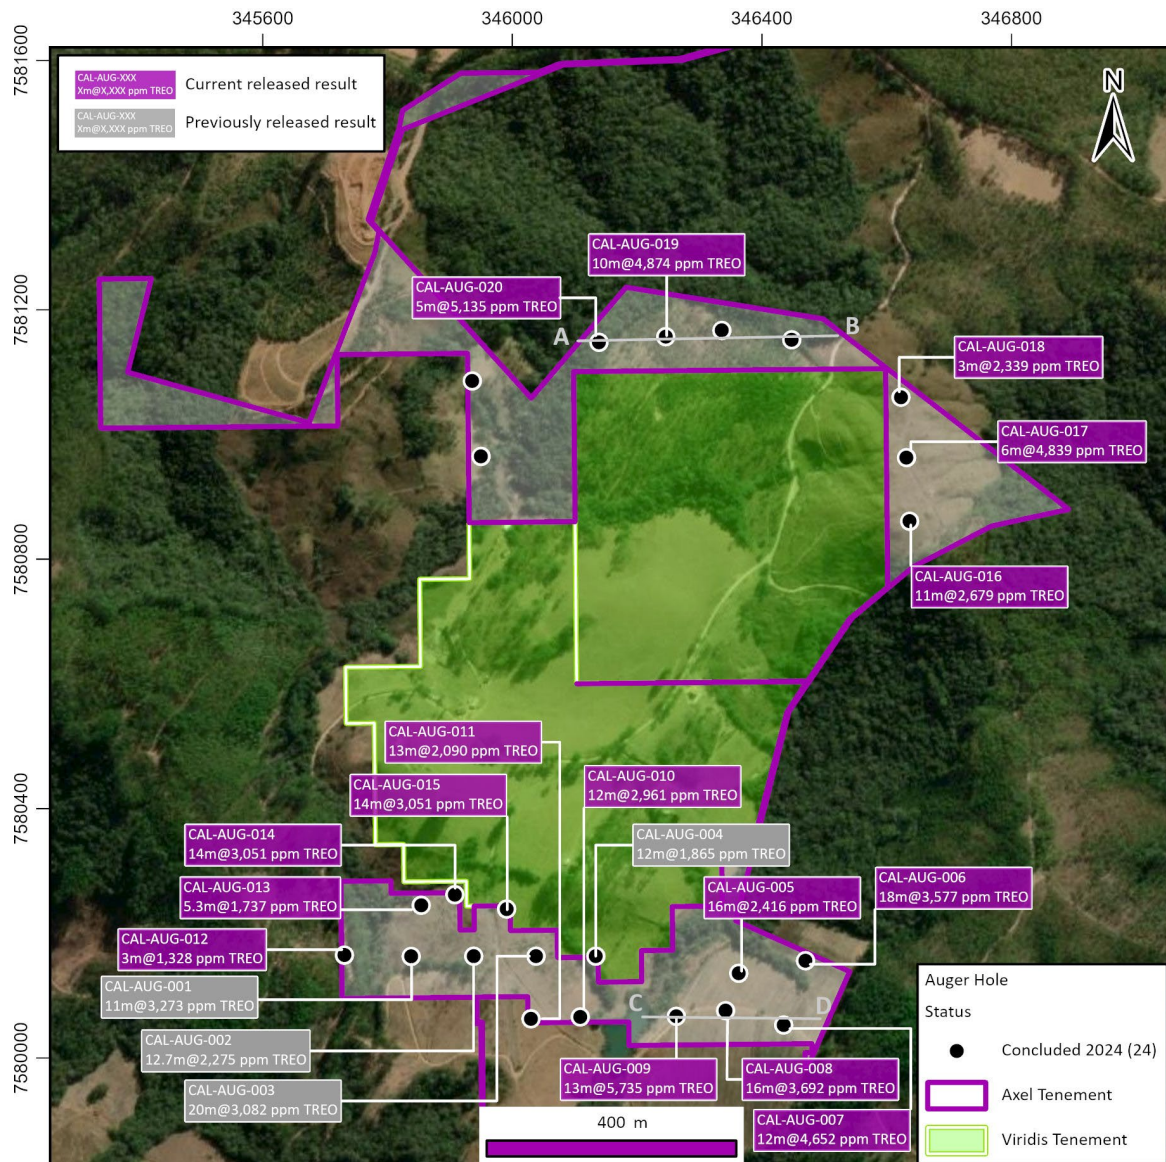 345600
346000
346400
346800
7581600
7581200
7580800
7580400
7580000
CAL-AUG-XXX
Xm@X,XXX ppm TREO
Current released result
CAL-AUG-XXX
Xm@X,XXX ppm TREO
Previously released result
N
CAL-AUG-019
10m@4,874 ppm TREO
CAL-AUG-020
5m@5,135 ppm TREO
A
B
CAL-AUG-018
3m@2,339 ppm TREO
CAL-AUG-017
6m@4,839 ppm TREO
CAL-AUG-016
11m@2,679 ppm TREO
CAL-AUG-011
13m@2,090 ppm TREO
CAL-AUG-015
14m@3,051 ppm TREO
CAL-AUG-010
12m@2,961 ppm TREO
CAL-AUG-014
14m@3,051 ppm TREO
CAL-AUG-004
12m@1,865 ppm TREO
CAL-AUG-013
5.3m@1,737 ppm TREO
CAL-AUG-005
16m@2,416 ppm TREO
CAL-AUG-006
18m@3,577 ppm TREO
CAL-AUG-012
3m@1,328 ppm TREO
CAL-AUG-001
11m@3,273 ppm TREO
C
D
CAL-AUG-002
12.7m@2,275 ppm TREO
CAL-AUG-003
20m@3,082 ppm TREO
CAL-AUG-009
13m@5,735 ppm TREO
CAL-AUG-008
16m@3,692 ppm TREO
CAL-AUG-007
12m@4,652 ppm TREO
400 m
Auger Hole
Status
Concluded 2024 (24)
Axel Tenement
Viridis Tenement